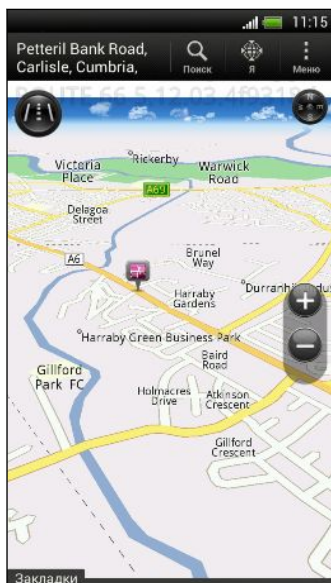 11:15
Petteril Bank Road,
Carlisle, Cumbria,
Поиск
Я
Меню
Rickerby
Victoria
Place
Warwick
Road
A69
Delagoa
Street
A6
Brunel
Way
Harraby
Gardens
Harraby Green Business Park
Baird
Road
Gillford
Park FC
Holmacres
Drive
Atkinson
Crescent
Gillford
Crescent
Закладки